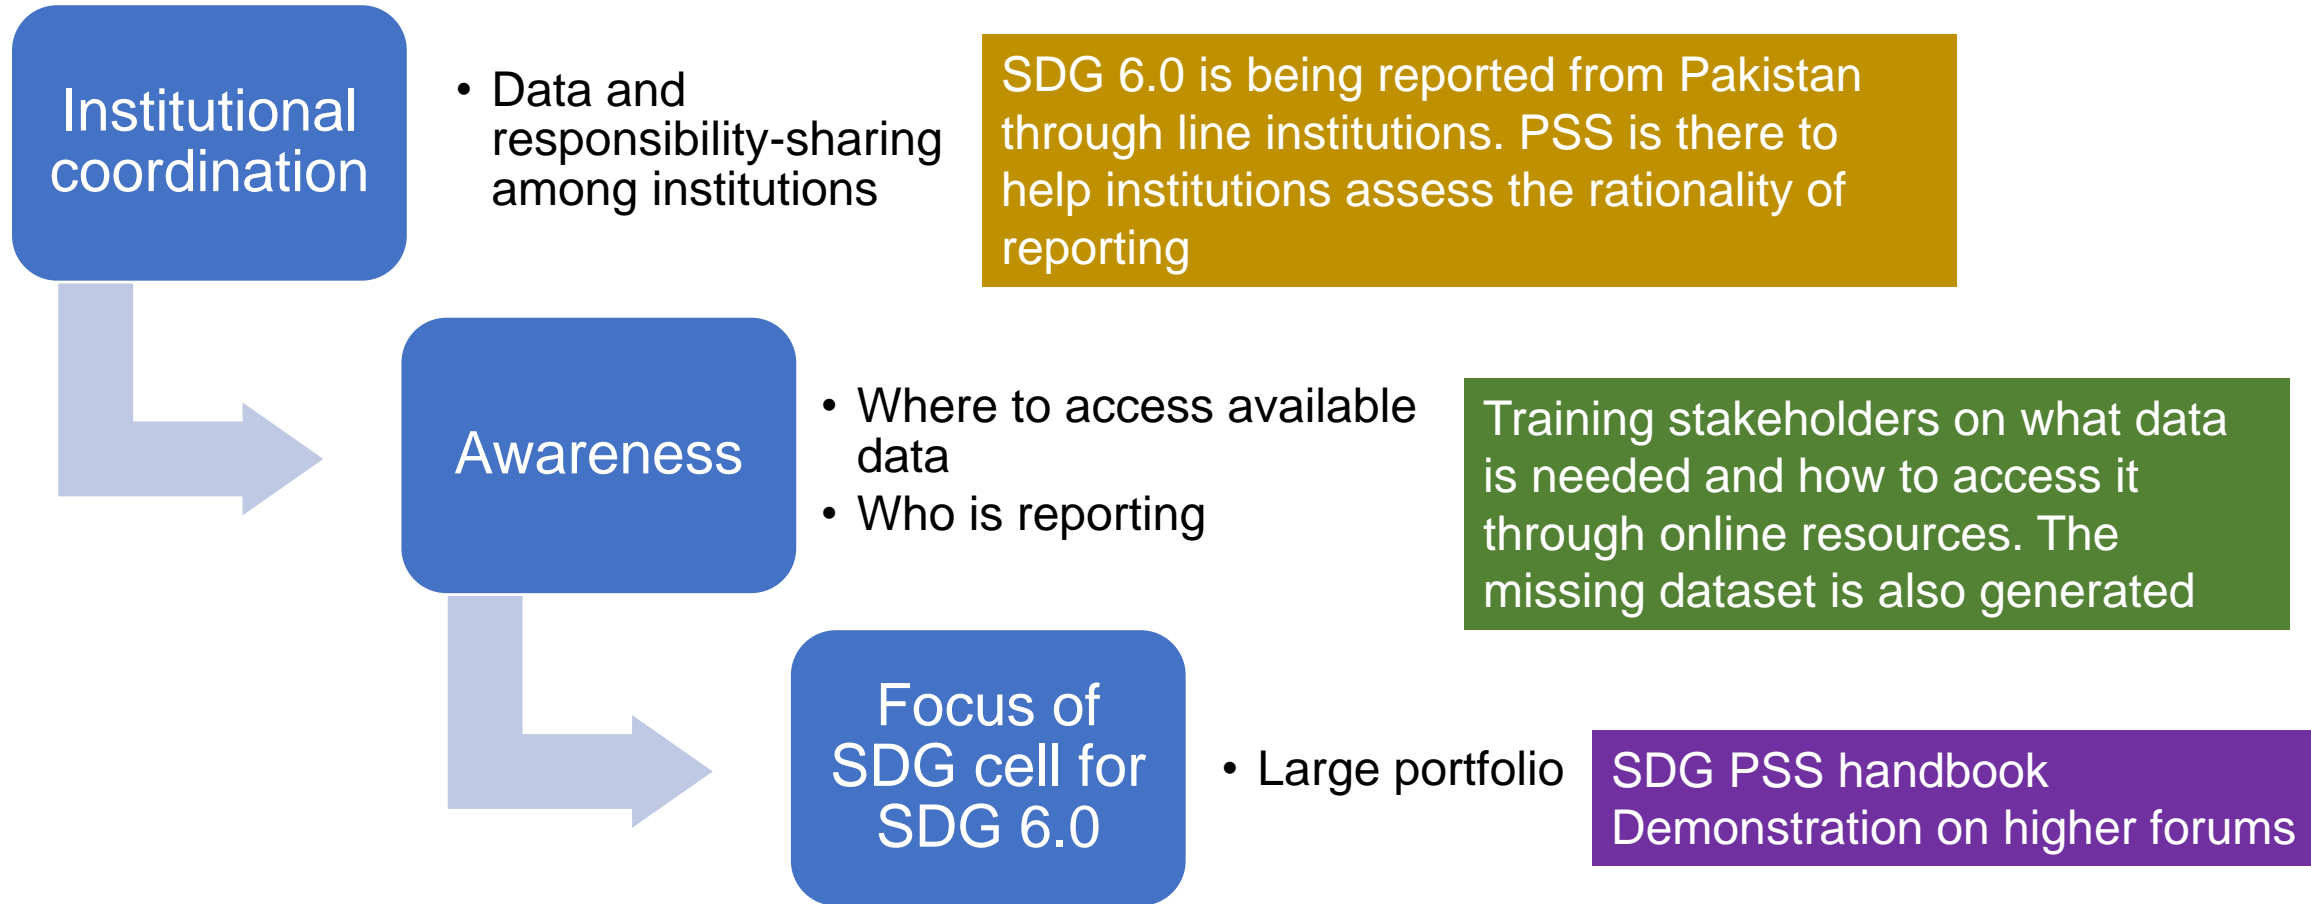 Institutional
coordination
• Data and
responsibility-sharing
among institutions
SDG 6.0 is being reported from Pakistan
through line institutions. PSS is there to
help institutions assess the rationality of
reporting
Awareness
• Where to access available
data
• Who is reporting
Training stakeholders on what data
is needed and how to access it
through online resources. The
missing dataset is also generated
Focus of
SDG cell for
SDG 6.0
• Large portfolio
SDG PSS handbook
Demonstration on higher forums